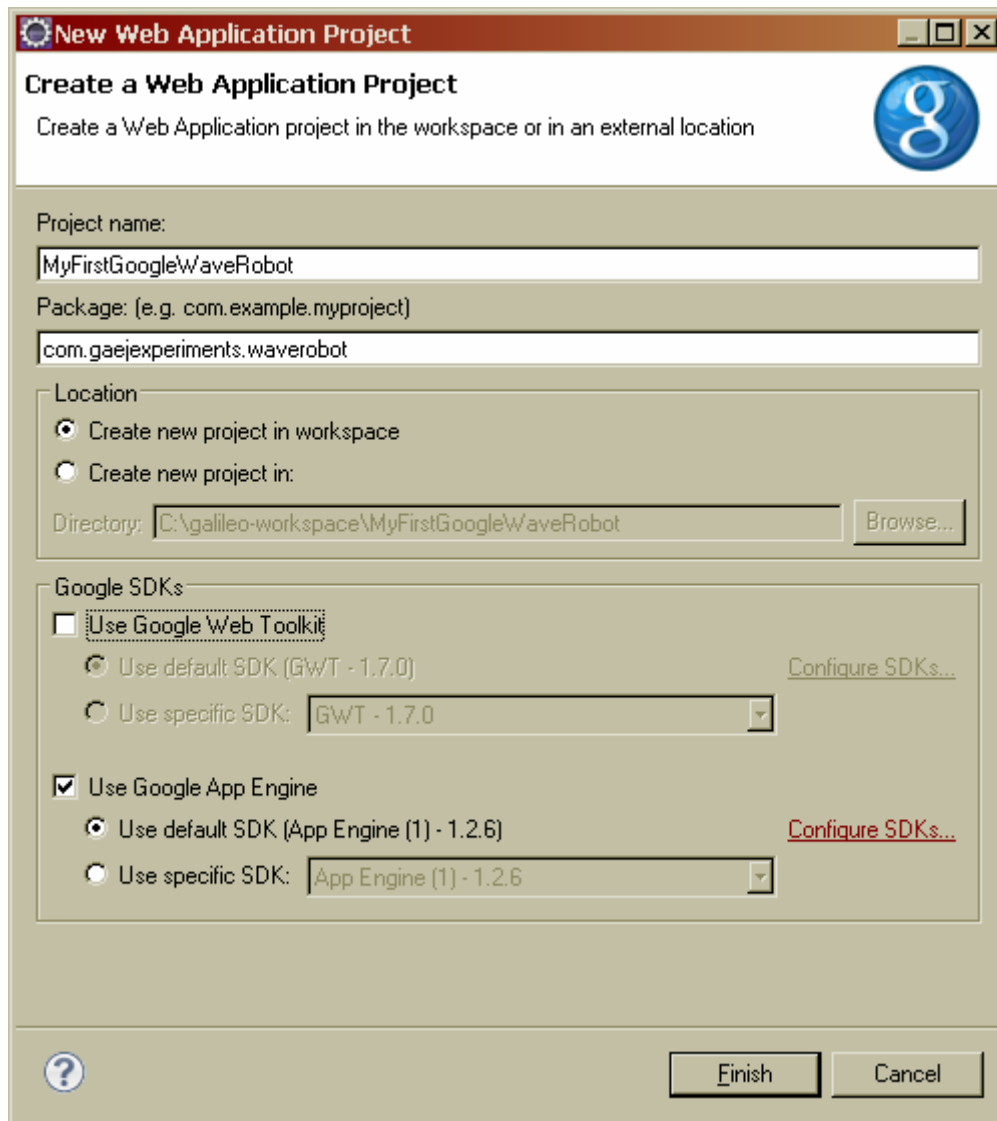 New Web Application Project
Create a Web Application Project
Create a Web Application project in the workspace or in an external location
g
Project name:
MyFirstGoogleWaveRobot
Package: (e.g. com.example.myproject)
com.gaejexperiments.waverobot
Location
Create new project in workspace
Create new project in:
Directory: C:\galileo-workspace\MyFirstGoogleWaveRobot Browse...
Google SDKs
Use Google Web Toolkit
Use default SDK (GWT - 1.7.0) Configure SDKs...
Use specific SDK: GWT - 1.7.0
Use Google App Engine
Use default SDK (App Engine (1) - 1.2.6) Configure SDKs...
Use specific SDK: App Engine (1) - 1.2.6
? Finish Cancel